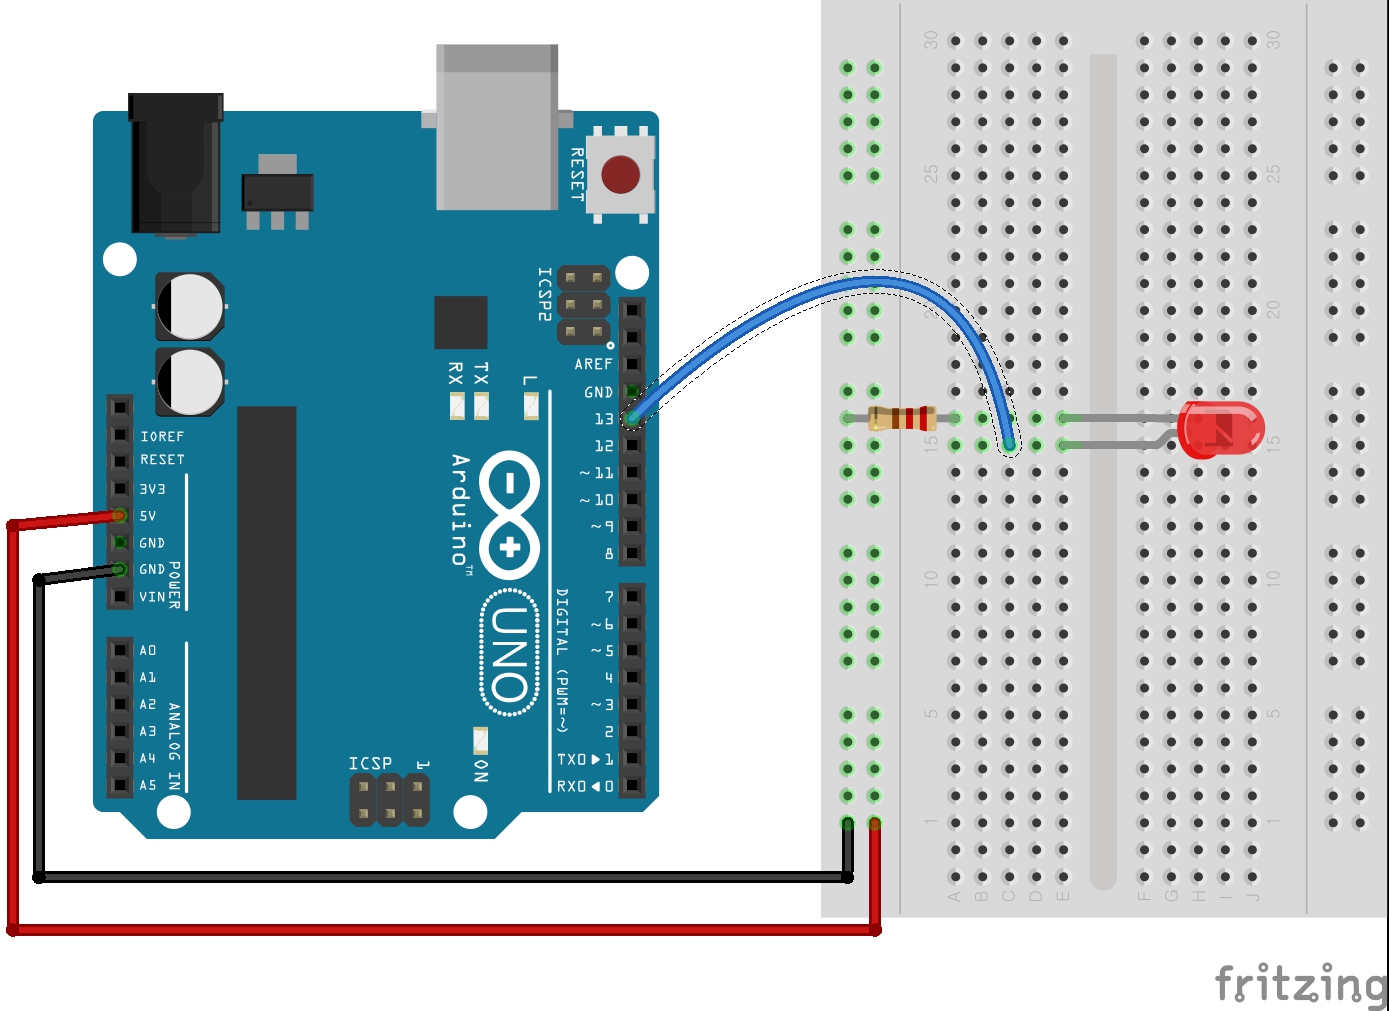 RESET
ICSP2
AREF
GND
13
12
~11
~10
~9
8
7
~6
~5
4
~3
2
TX0▶1
RX0◀0
DIGITAL (PWM=~)
RX
TX
L
IOREF
RESET
3V3
5V
GND
GND
VIN
POWER
A0
A1
A2
A3
A4
A5
ANALOG IN
Arduino™
UNO
ICSP
1
ON
30
30
25
25
20
20
15
15
10
10
5
5
1
1
A B C D E F G H I J
fritzing